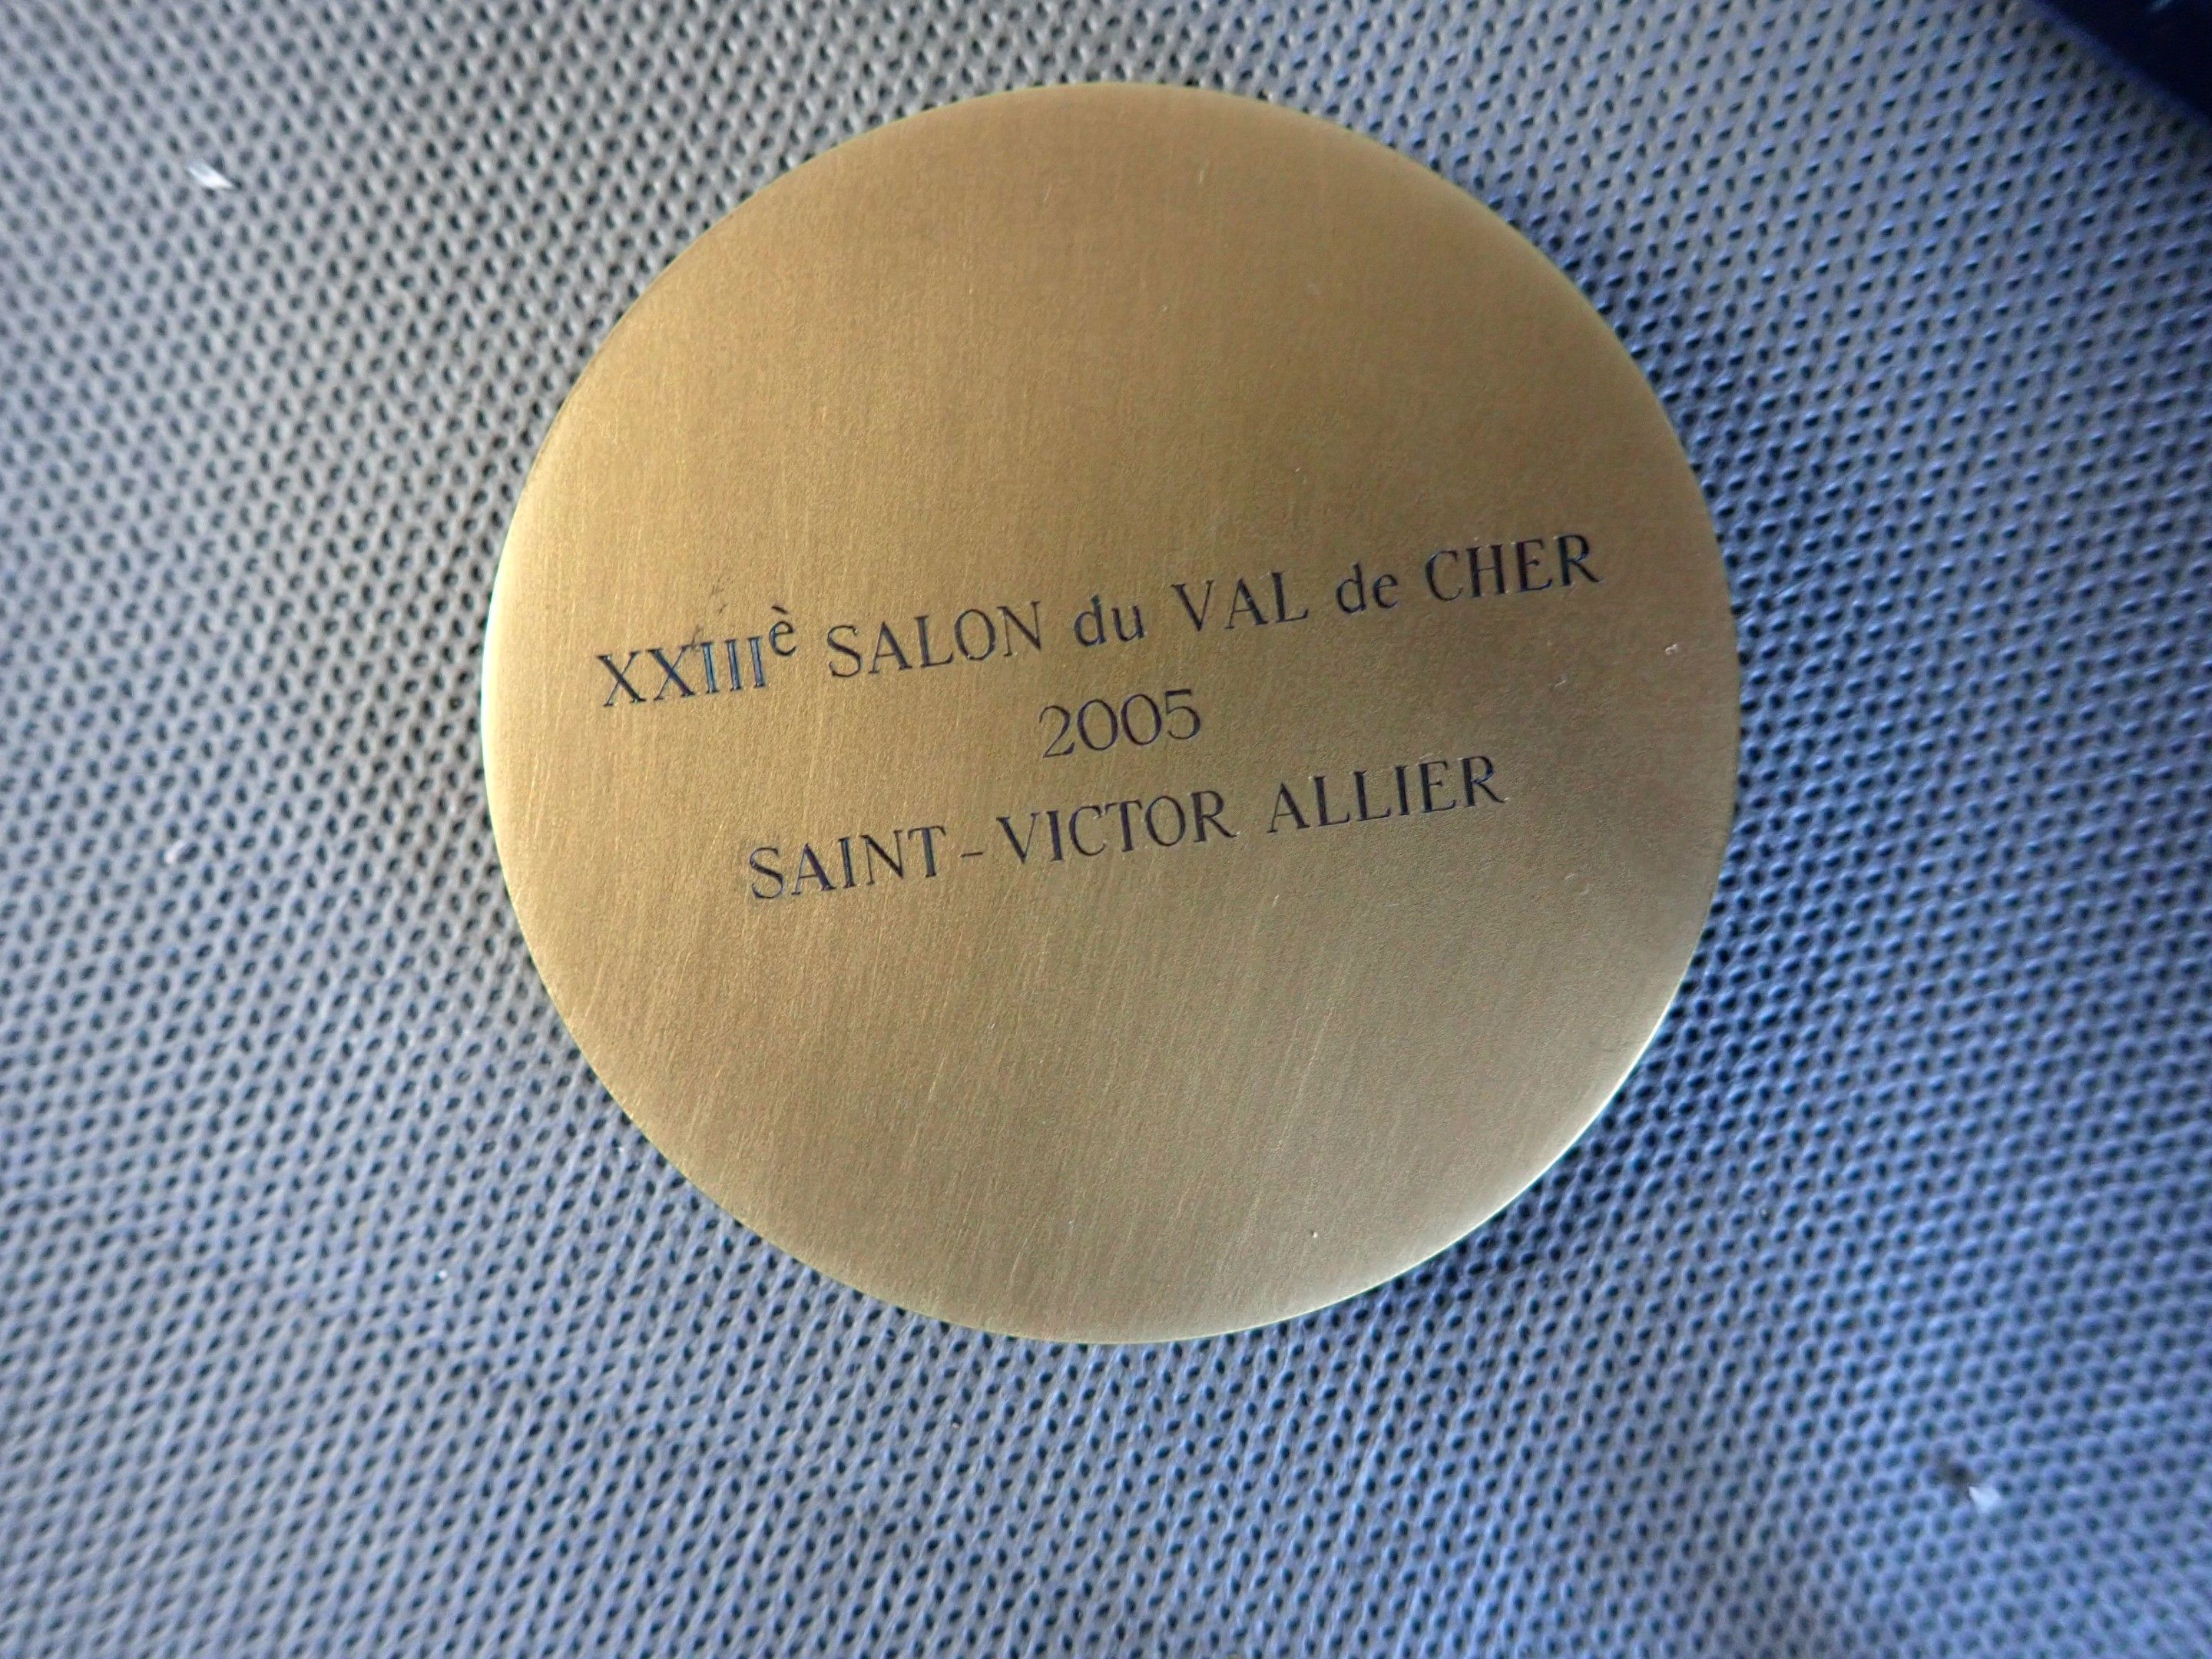 XXIIIè SALON du VAL de CHER
2005
SAINT-VICTOR ALLIER